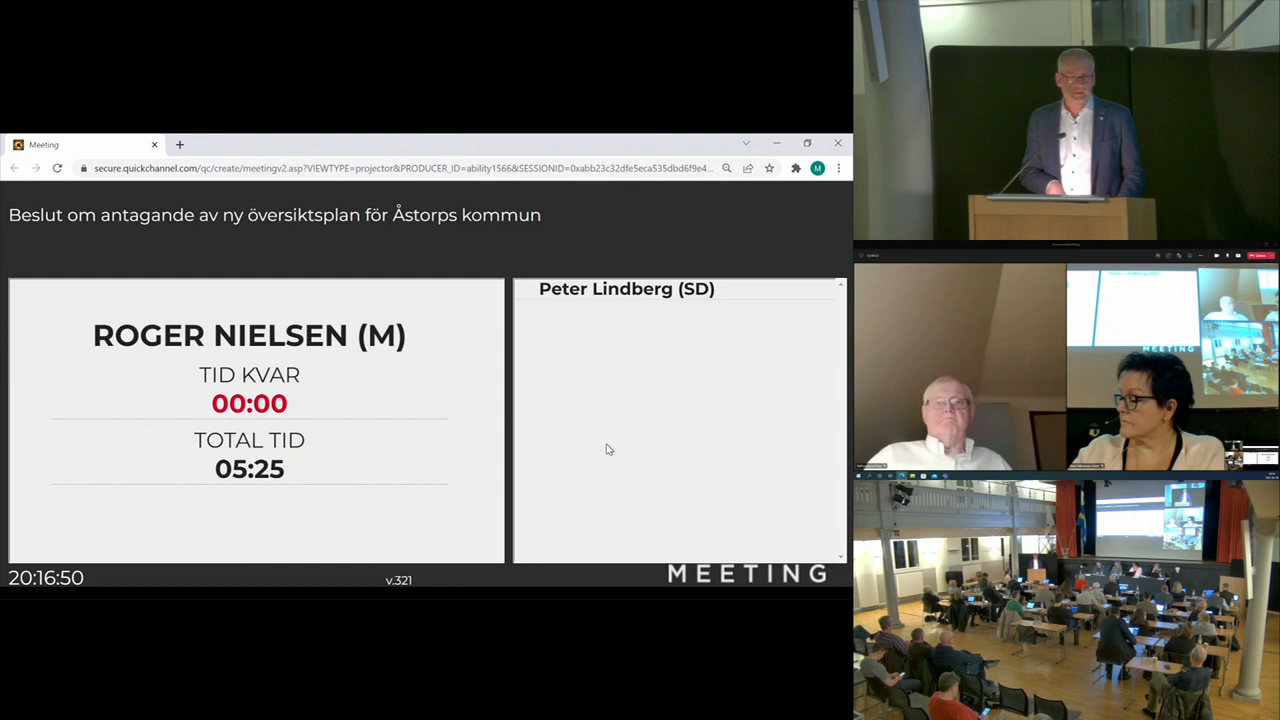 Meeting
secure.quickchannel.com/qc/create/meetingv2.asp?VIEWTYPE=projector&PRODUCER_ID=ability1566&SESSIONID=0xabb23c32dfe5eca535dbd6f9e4...
M
Beslut om antagande av ny översiktsplan för Åstorps kommun
ROGER NIELSEN (M)
TID KVAR
00:00
TOTAL TID
05:25
Peter Lindberg (SD)
20:16:50
v.321
MEETING
MEETING